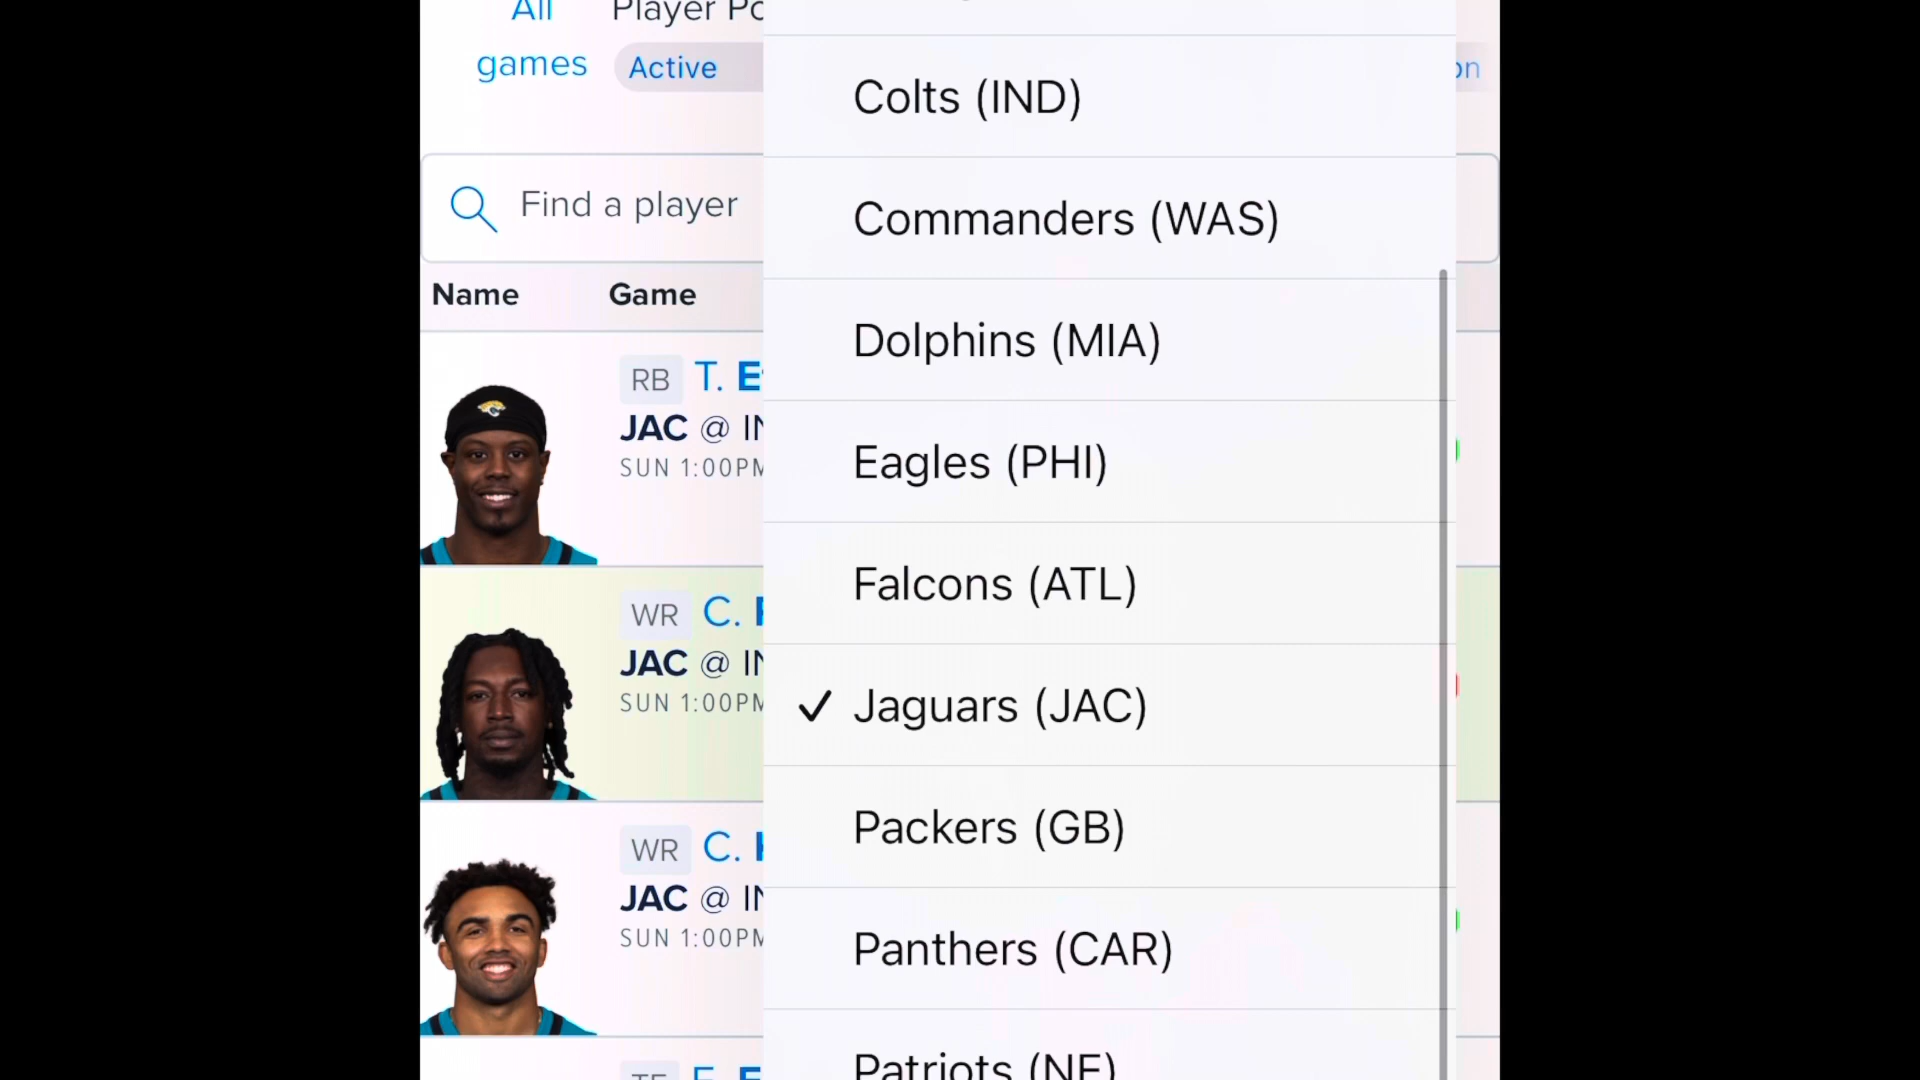 All
games
Player Po
Active
on
Find a player
Name
Game
RB T. E
JAC @ IN
SUN 1:00PM
WR C.
JAC @ IN
SUN 1:00PM
WR C.
JAC @ IN
SUN 1:00PM
TE E. E
Colts (IND)
Commanders (WAS)
Dolphins (MIA)
Eagles (PHI)
Falcons (ATL)
✓ Jaguars (JAC)
Packers (GB)
Panthers (CAR)
Patriots (NE)